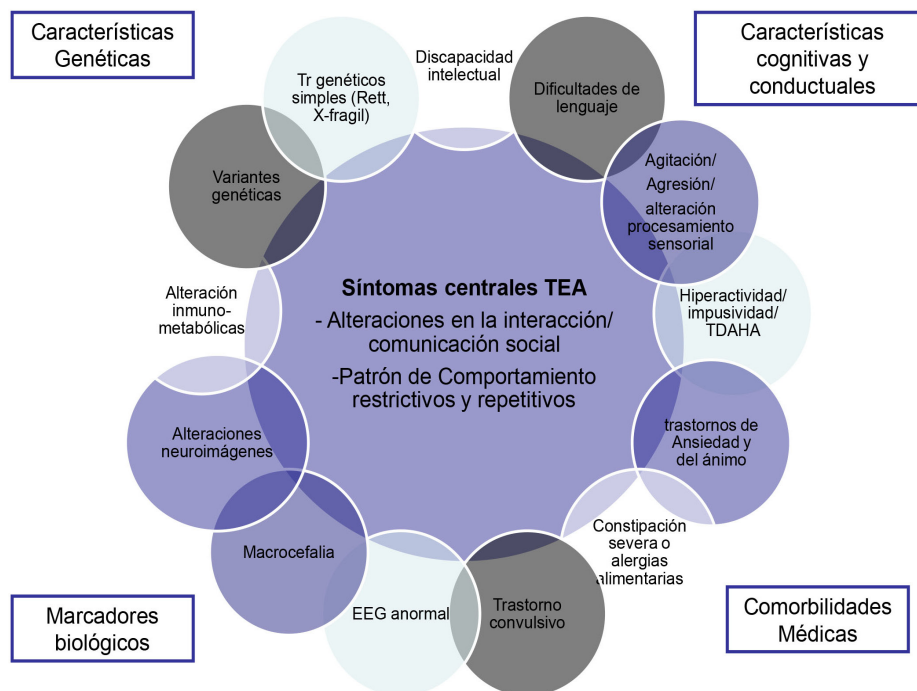 Características
Genéticas
Características
cognitivas y
conductuales
Discapacidad
intelectual
Tr genéticos
simples (Rett,
X-fragil)
Dificultades de
lenguaje
Variantes
genéticas
Agitación/
Agresión/
alteración
procesamiento
sensorial
Alteración
inmuno-
metabólicas
Síntomas centrales TEA
- Alteraciones en la interacción/
comunicación social
-Patrón de Comportamiento
restrictivos y repetitivos
Hiperactividad/
impusividad/
TDAHA
Alteraciones
neuroimágenes
trastornos de
Ansiedad y
del ánimo
Macrocefalia
Constipación
severa o
alergias
alimentarias
EEG anormal
Trastorno
convulsivo
Marcadores
biológicos
Comorbilidades
Médicas